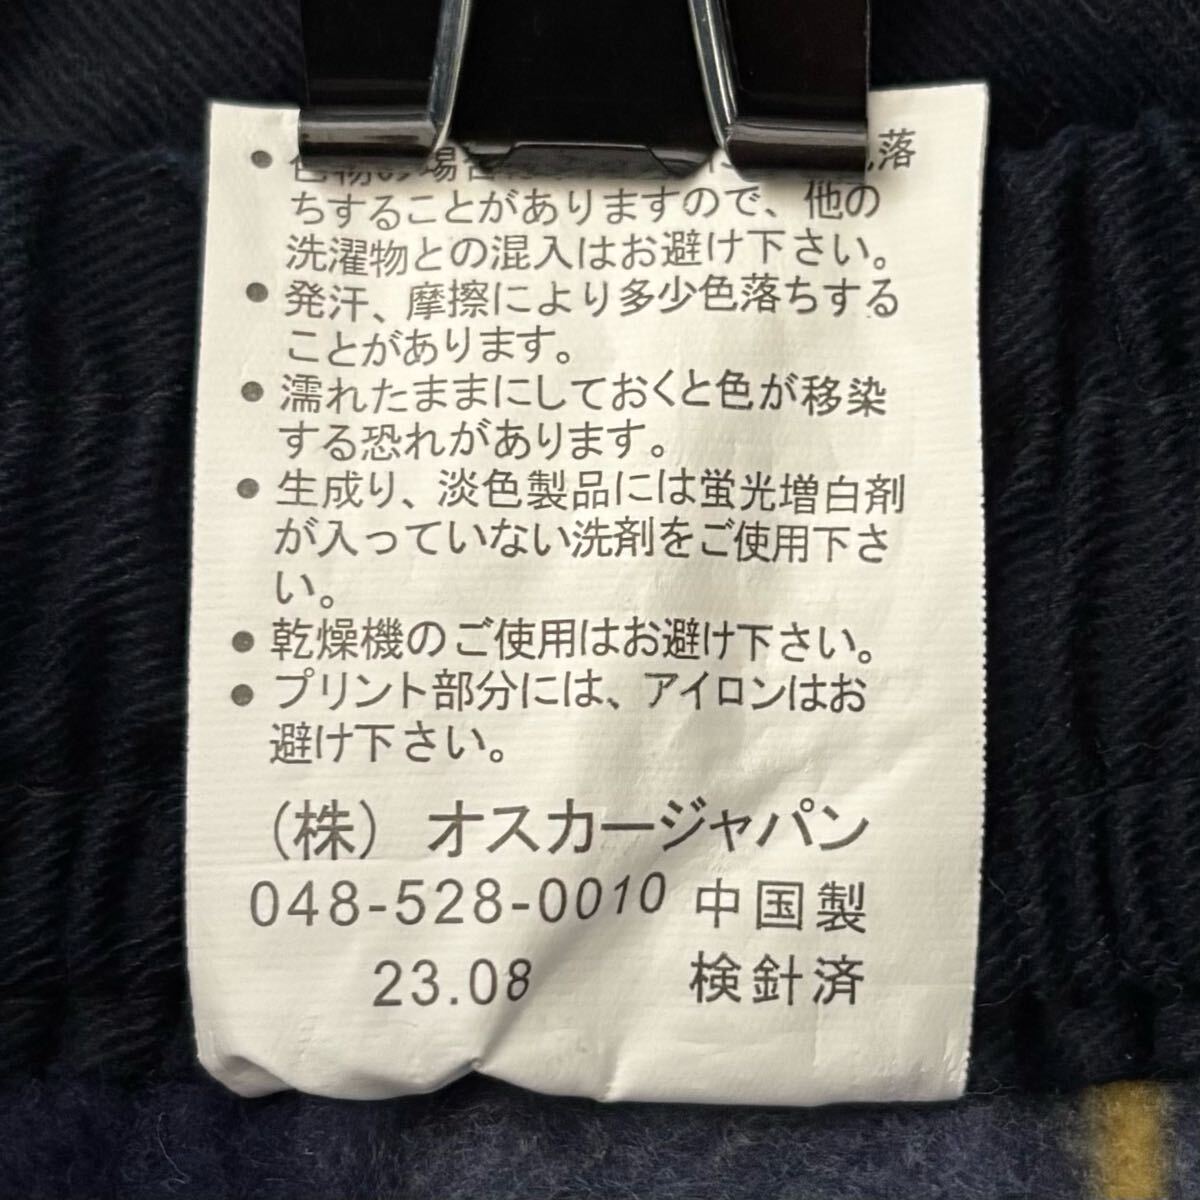 ● 色物の場合は 落
ちすることがありますので、他の
洗濯物との混入はお避け下さい。
● 発汗、摩擦により多少色落ちする
ことがあります。
● 濡れたままにしておくと色が移染
する恐れがあります。
● 生成り、淡色製品には蛍光増白剤
が入っていない洗剤をご使用下さ
い。
● 乾燥機のご使用はお避け下さい。
● プリント部分には、アイロンはお
避け下さい。
(株) オスカージャパン
048-528-0010 中国製
23.08 検針済